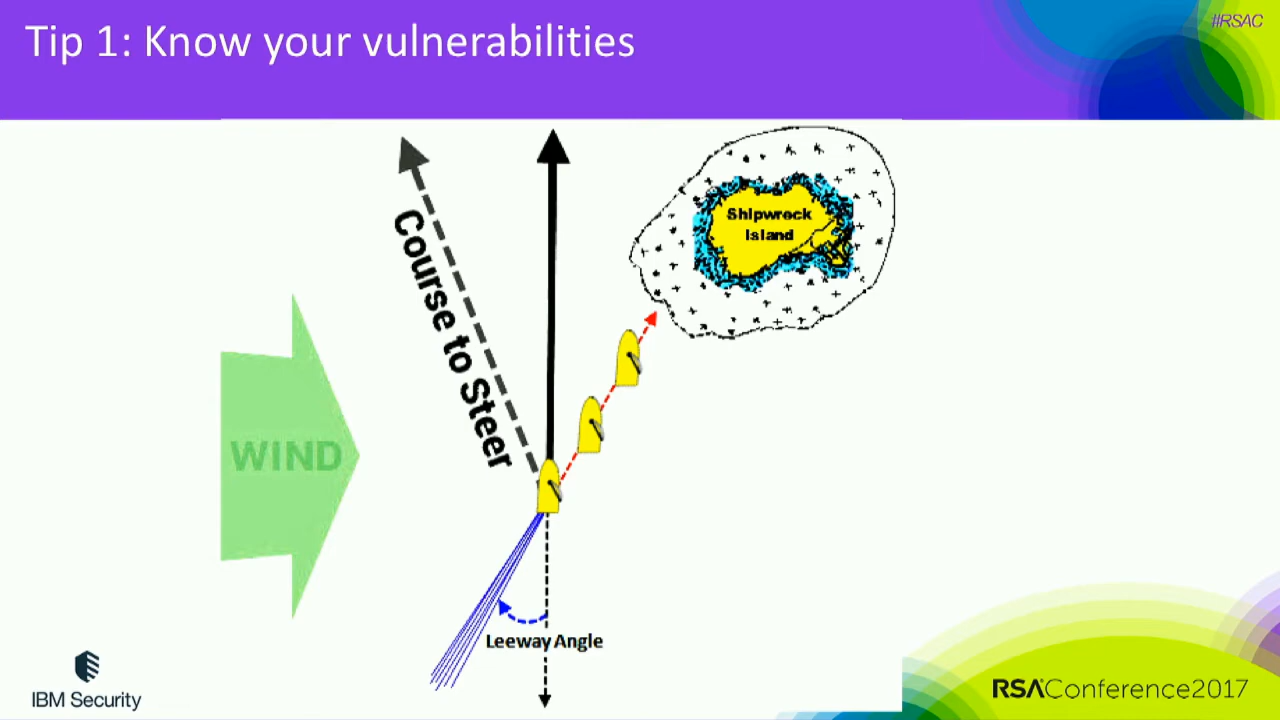 Tip 1: Know your vulnerabilities
#RSAC
Course to Steer
Shipwreck
Island
WIND
Leeway Angle
IBM Security
RSAConference2017